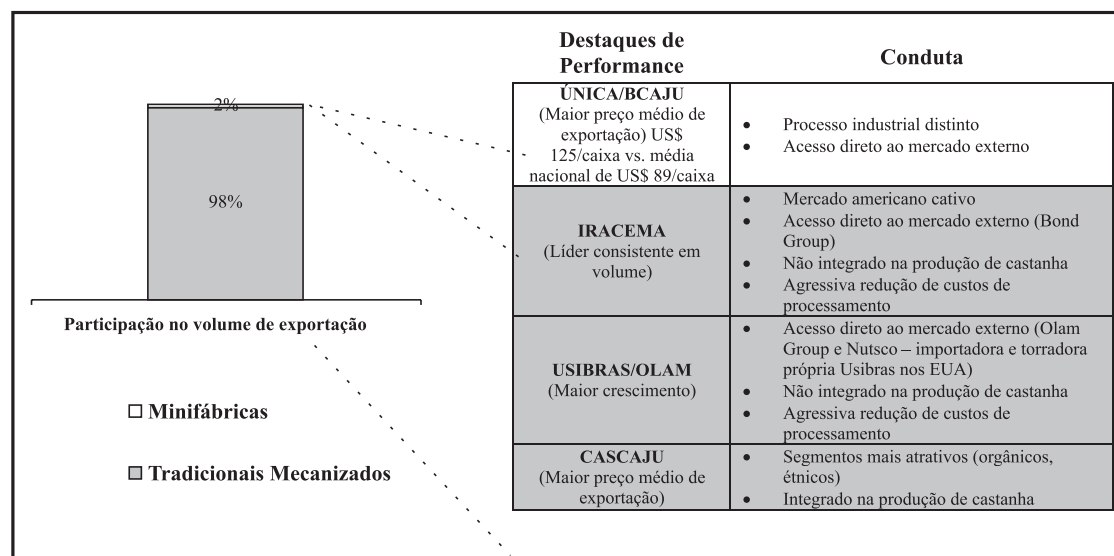 Destaques de
Performance
Conduta
2%
98%
Participação no volume de exportação
Minifábricas
Tradicionais Mecanizados
ÚNICA/BCAJU
(Maior preço médio de
exportação) US$
125/caixa vs. média
nacional de US$ 89/caixa
• Processo industrial distinto
• Acesso direto ao mercado externo
IRACEMA
(Líder consistente em
volume)
• Mercado americano cativo
• Acesso direto ao mercado externo (Bond
Group)
• Não integrado na produção de castanha
• Agressiva redução de custos de
processamento
USIBRAS/OLAM
(Maior crescimento)
• Acesso direto ao mercado externo (Olam
Group e Nutsco – importadora e torradora
própria Usibras nos EUA)
• Não integrado na produção de castanha
• Agressiva redução de custos de
processamento
CASCAJU
(Maior preço médio de
exportação)
• Segmentos mais atrativos (orgânicos,
étnicos)
• Integrado na produção de castanha